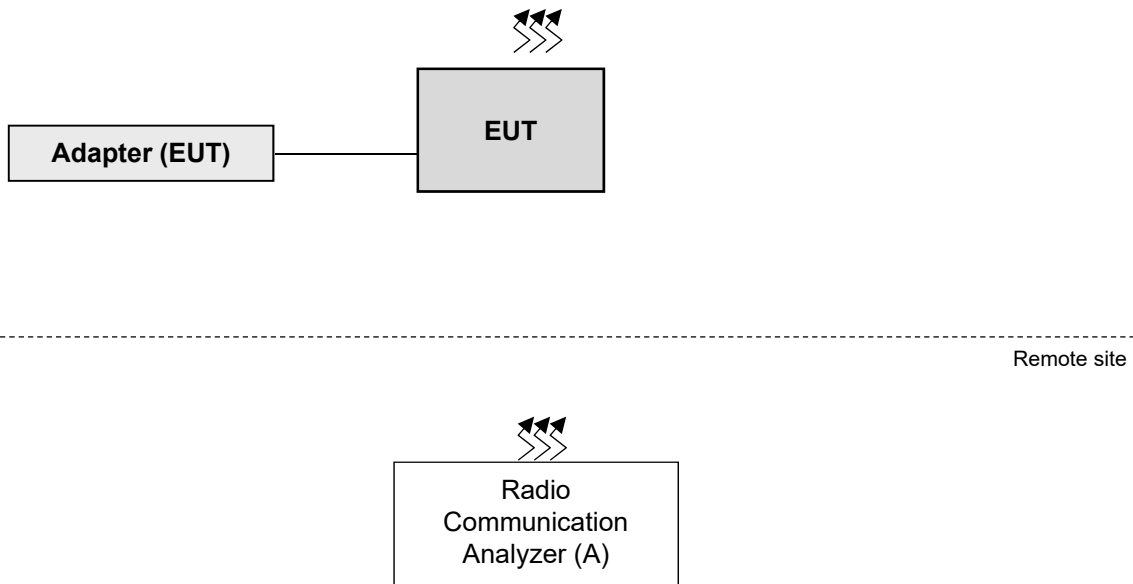 EUT
Adapter (EUT)
Remote site
Radio
Communication
Analyzer (A)